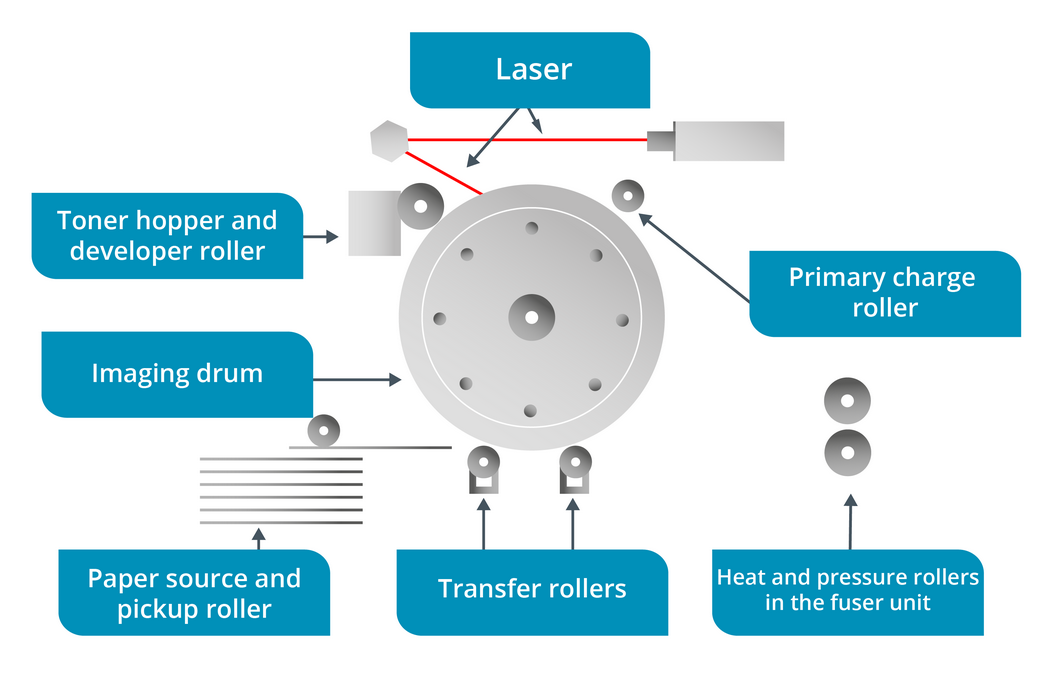 Laser
Toner hopper and
developer roller
Primary charge
roller
Imaging drum
Paper source and
pickup roller
Transfer rollers
Heat and pressure rollers
in the fuser unit